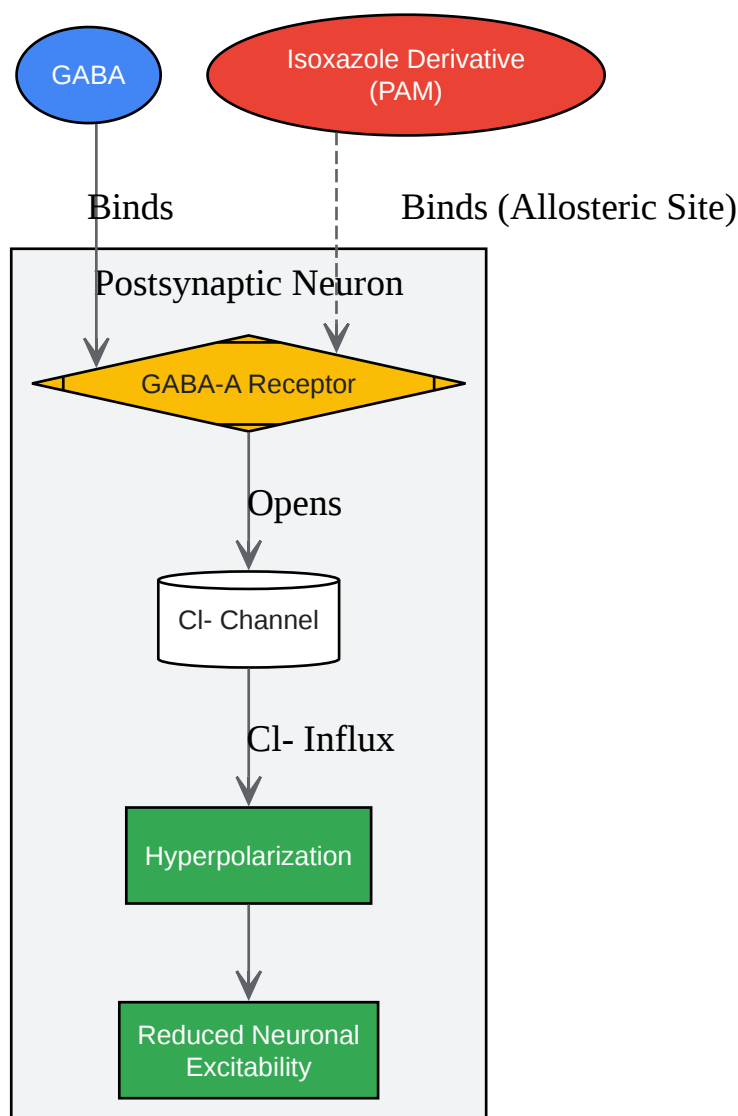 GABA
Isoxazole Derivative
(PAM)
Binds
Binds (Allosteric Site)
Postsynaptic Neuron
GABA-A Receptor
Opens
Cl- Channel
Cl- Influx
Hyperpolarization
Reduced Neuronal
Excitability